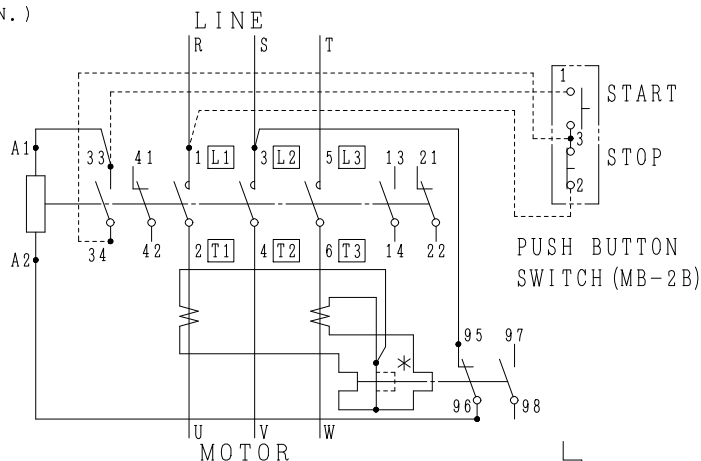 N.)
LINE
R S T
1 START
A1 33 41 1 L1 3 L2 5 L3 13 21 3 STOP
2
A2 34 42 2 T1 4 T2 6 T3 14 22
PUSH BUTTON
SWITCH (MB-2B)
95 97
*
96 98
U V W
MOTOR